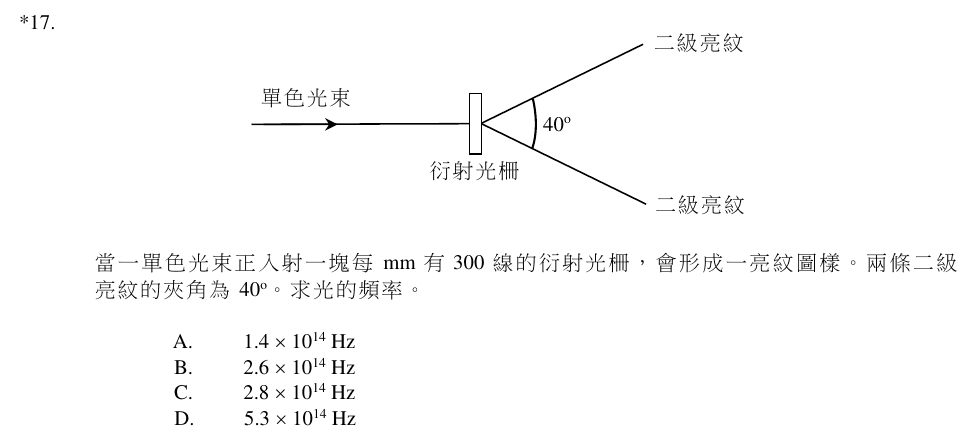 *17.
二級亮紋
單色光束
40º
衍射光柵
二級亮紋
當一單色光束正入射一塊每 mm 有 300 線的衍射光柵，會形成一亮紋圖樣。兩條二級
亮紋的夾角為 40º。求光的頻率。
A. 1.4 × 10¹⁴ Hz
B. 2.6 × 10¹⁴ Hz
C. 2.8 × 10¹⁴ Hz
D. 5.3 × 10¹⁴ Hz